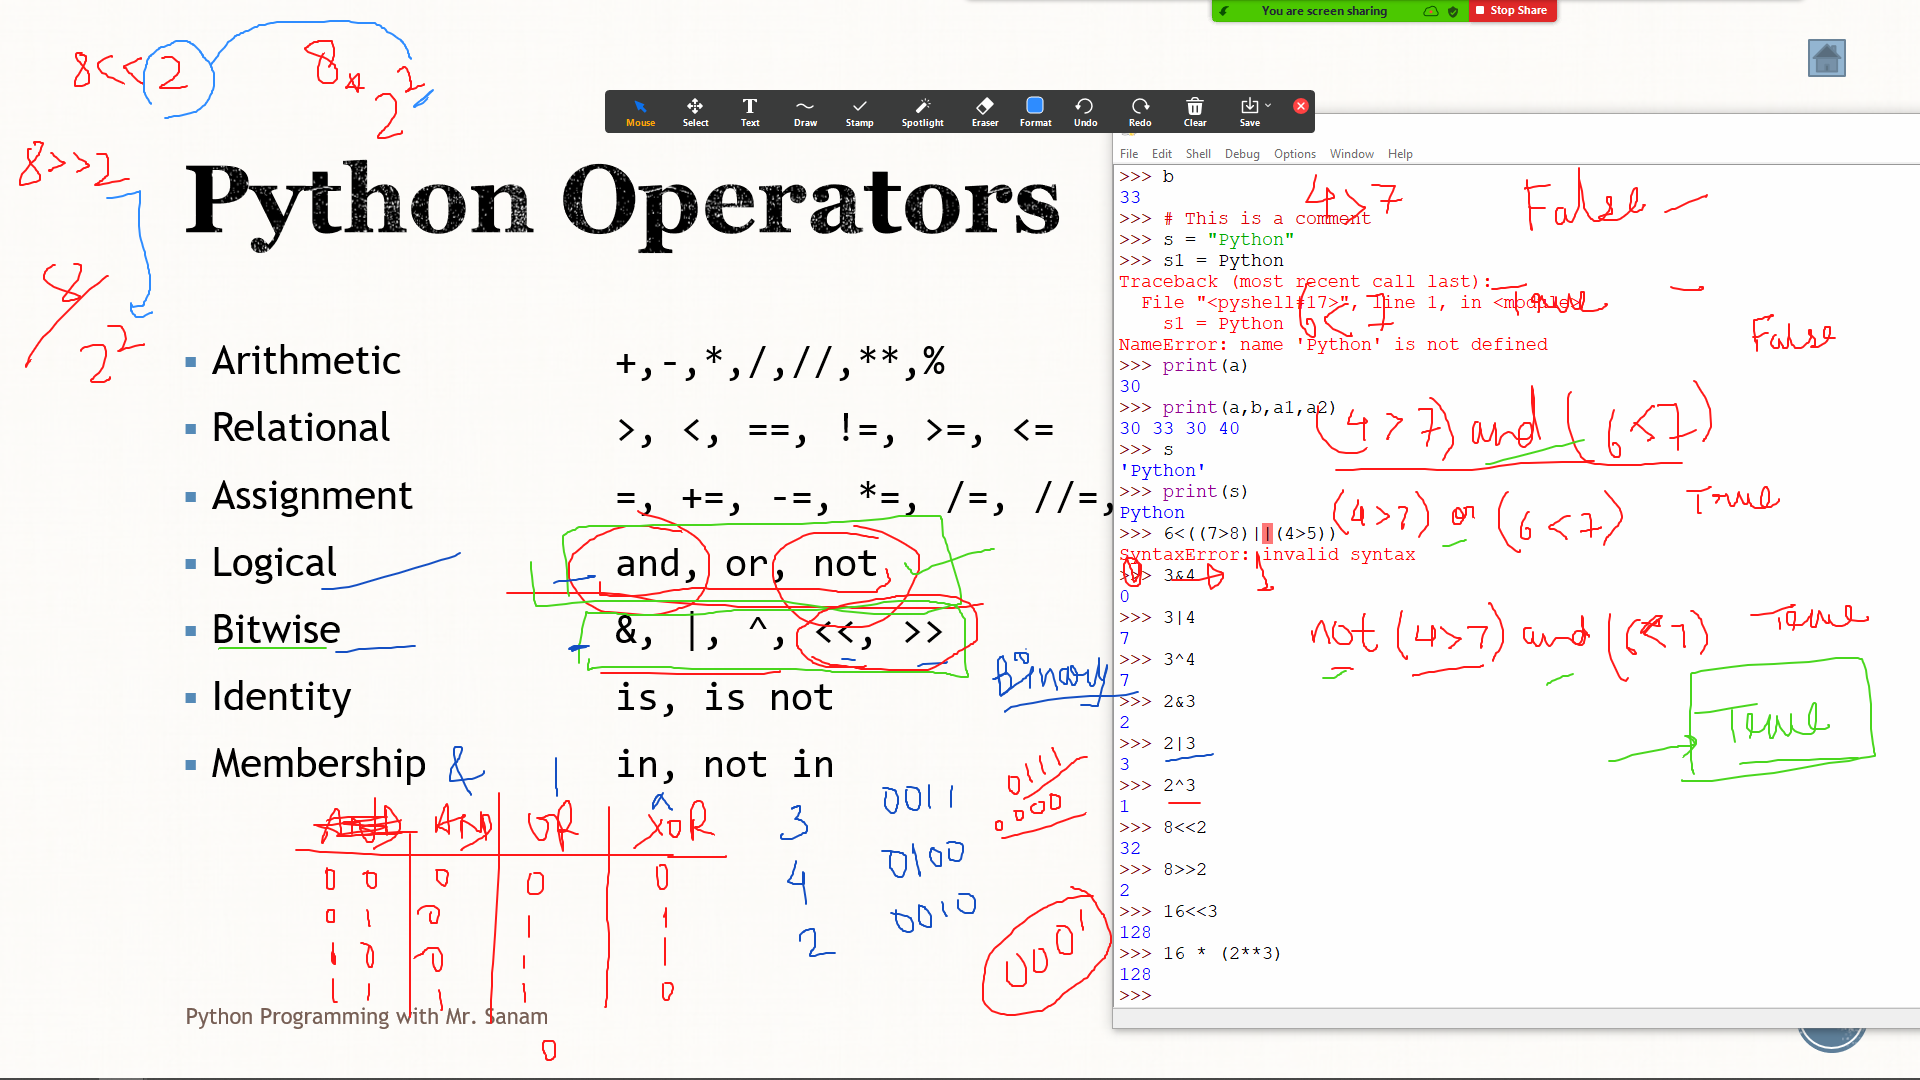 You are screen sharing
Stop Share
8<<2
8*2^2
Mouse Select Text Draw Stamp Spotlight Eraser Format Undo Redo Clear Save
8>>2
8/2^2
Python Operators
Arithmetic +,-,*,/,//,**,%
Relational >, <, ==, !=, >=, <=
Assignment =, +=, -=, *=, /=, //=,
Logical and, or, not
Bitwise &, |, ^, <<, >>
Identity is, is not
Membership in, not in
Binary
& | ^
AND OR XOR
0 0 0 0 0
0 1 0 1 1
1 0 0 1 1
1 1 1 1 0
0
3 0011
4 0100
2 0010
0111
0000
0001
Python Programming with Mr. Sanam
File Edit Shell Debug Options Window Help
>>> b
33
>>> # This is a comment
>>> s = "Python"
>>> s1 = Python
Traceback (most recent call last):
File "<pyshell#17>", line 1, in <module>
s1 = Python
NameError: name 'Python' is not defined
>>> print(a)
30
>>> print(a,b,a1,a2)
30 33 30 40
>>> s
'Python'
>>> print(s)
Python
>>> 6<((7>8)||(4>5))
SyntaxError: invalid syntax
>>> 3&4
0
>>> 3|4
7
>>> 3^4
7
>>> 2&3
2
>>> 2|3
3
>>> 2^3
1
>>> 8<<2
32
>>> 8>>2
2
>>> 16<<3
128
>>> 16 * (2**3)
128
>>>
4>7 False
6<7 True
False
(4>7) and (6<7)
(4>7) or (6<7) True
0 → 1
not (4>7) and (6<7) True
True